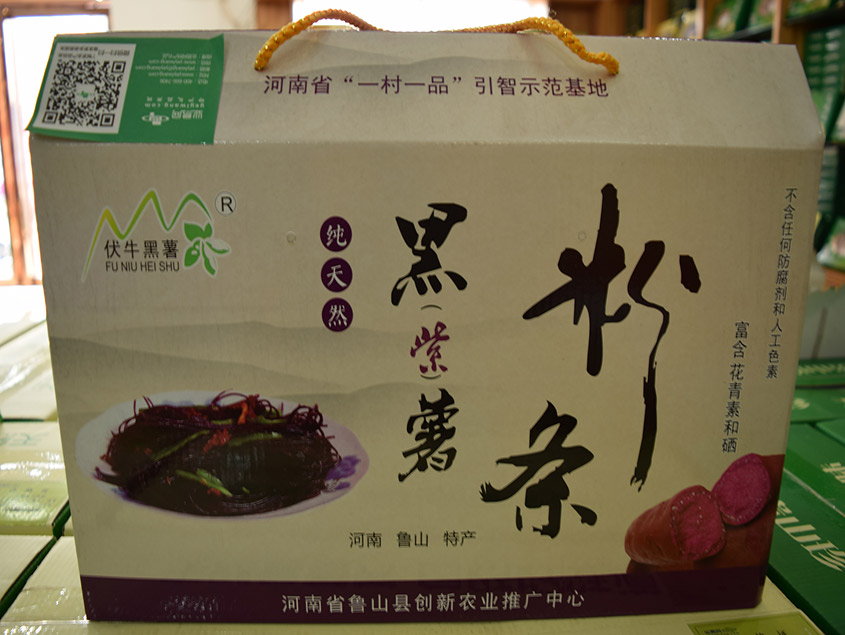 河南省“一村一品”引智示范基地
伏牛黑薯
®
FU NIU HEI SHU
纯天然
黑(紫)薯
粉条
不含任何防腐剂和人工色素
富含 花青素和硒
河南 鲁山 特产
河南省鲁山县创新农业推广中心